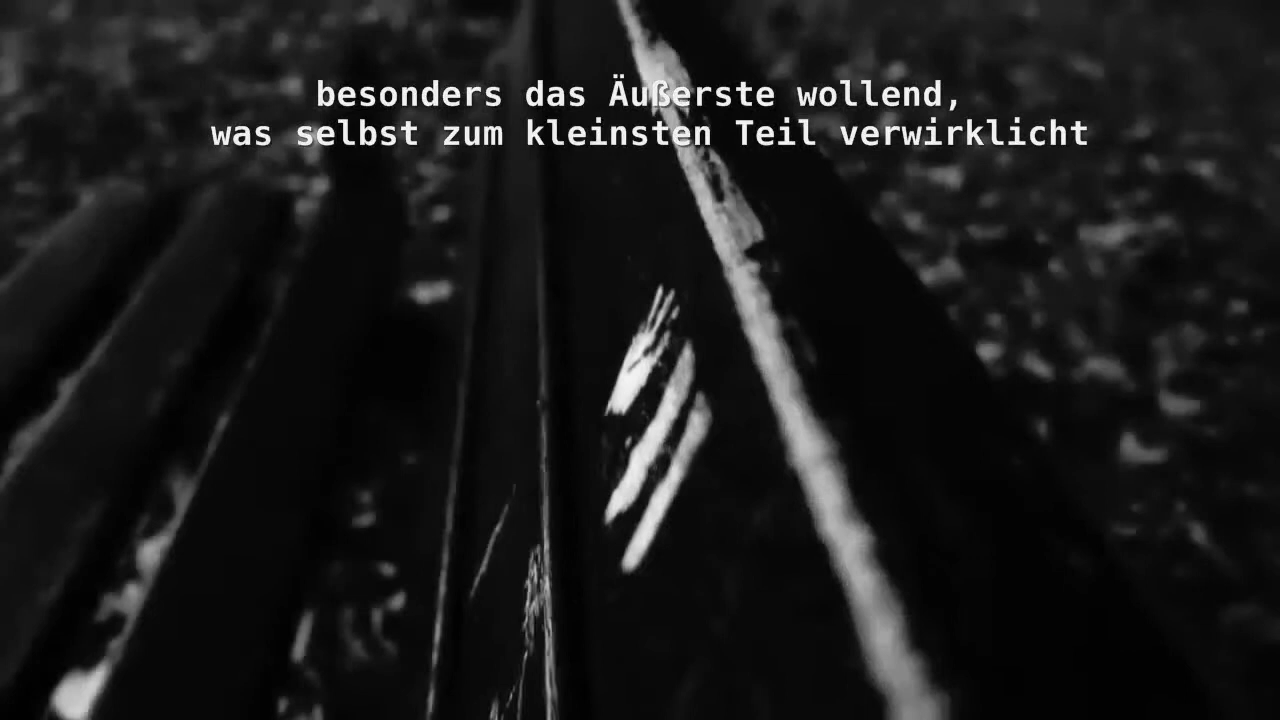 besonders das Äußerste wollend,
was selbst zum kleinsten Teil verwirklicht